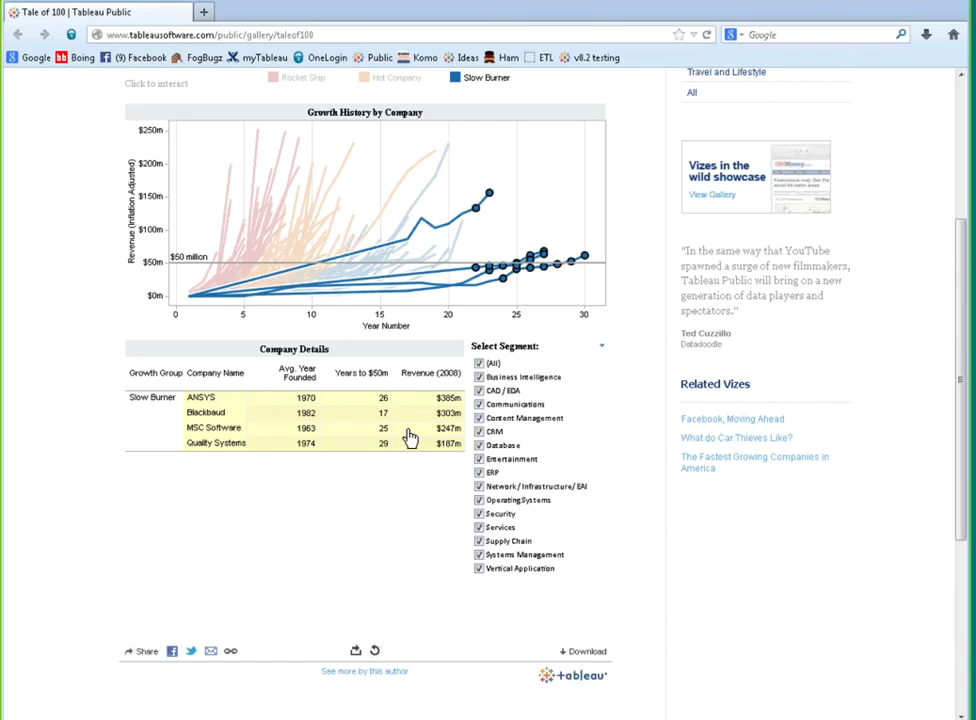 Tale of 100 | Tableau Public
www.tableausoftware.com/public/gallery/taleof100
Google
Google
Boing
(9) Facebook
FogBugz
myTableau
OneLogin
Public
Komo
Ideas
Ham
ETL
v8.2 testing
Click to interact
Rocket Ship
Hot Company
Slow Burner
Growth History by Company
Revenue (Inflation Adjusted)
$250m
$200m
$150m
$100m
$50m
$0m
$50 million
0 5 10 15 20 25 30
Year Number
Company Details
Growth Group Company Name Avg. Year Founded Years to $50m Revenue (2008)
Slow Burner ANSYS 1970 26 $385m
Blackbaud 1982 17 $303m
MSC Software 1963 25 $247m
Quality Systems 1974 29 $187m
Select Segment:
(All)
Business Intelligence
CAD / EDA
Communications
Content Management
CRM
Database
Entertainment
ERP
Network / Infrastructure / EAI
Operating Systems
Security
Services
Supply Chain
Systems Management
Vertical Application
Share
Download
See more by this author
+tableau
Travel and Lifestyle
All
Vizes in the
wild showcase
View Gallery
"In the same way that YouTube
spawned a surge of new filmmakers,
Tableau Public will bring on a new
generation of data players and
spectators."
Ted Cuzzillo
Datadoodle
Related Vizes
Facebook, Moving Ahead
What do Car Thieves Like?
The Fastest Growing Companies in
America